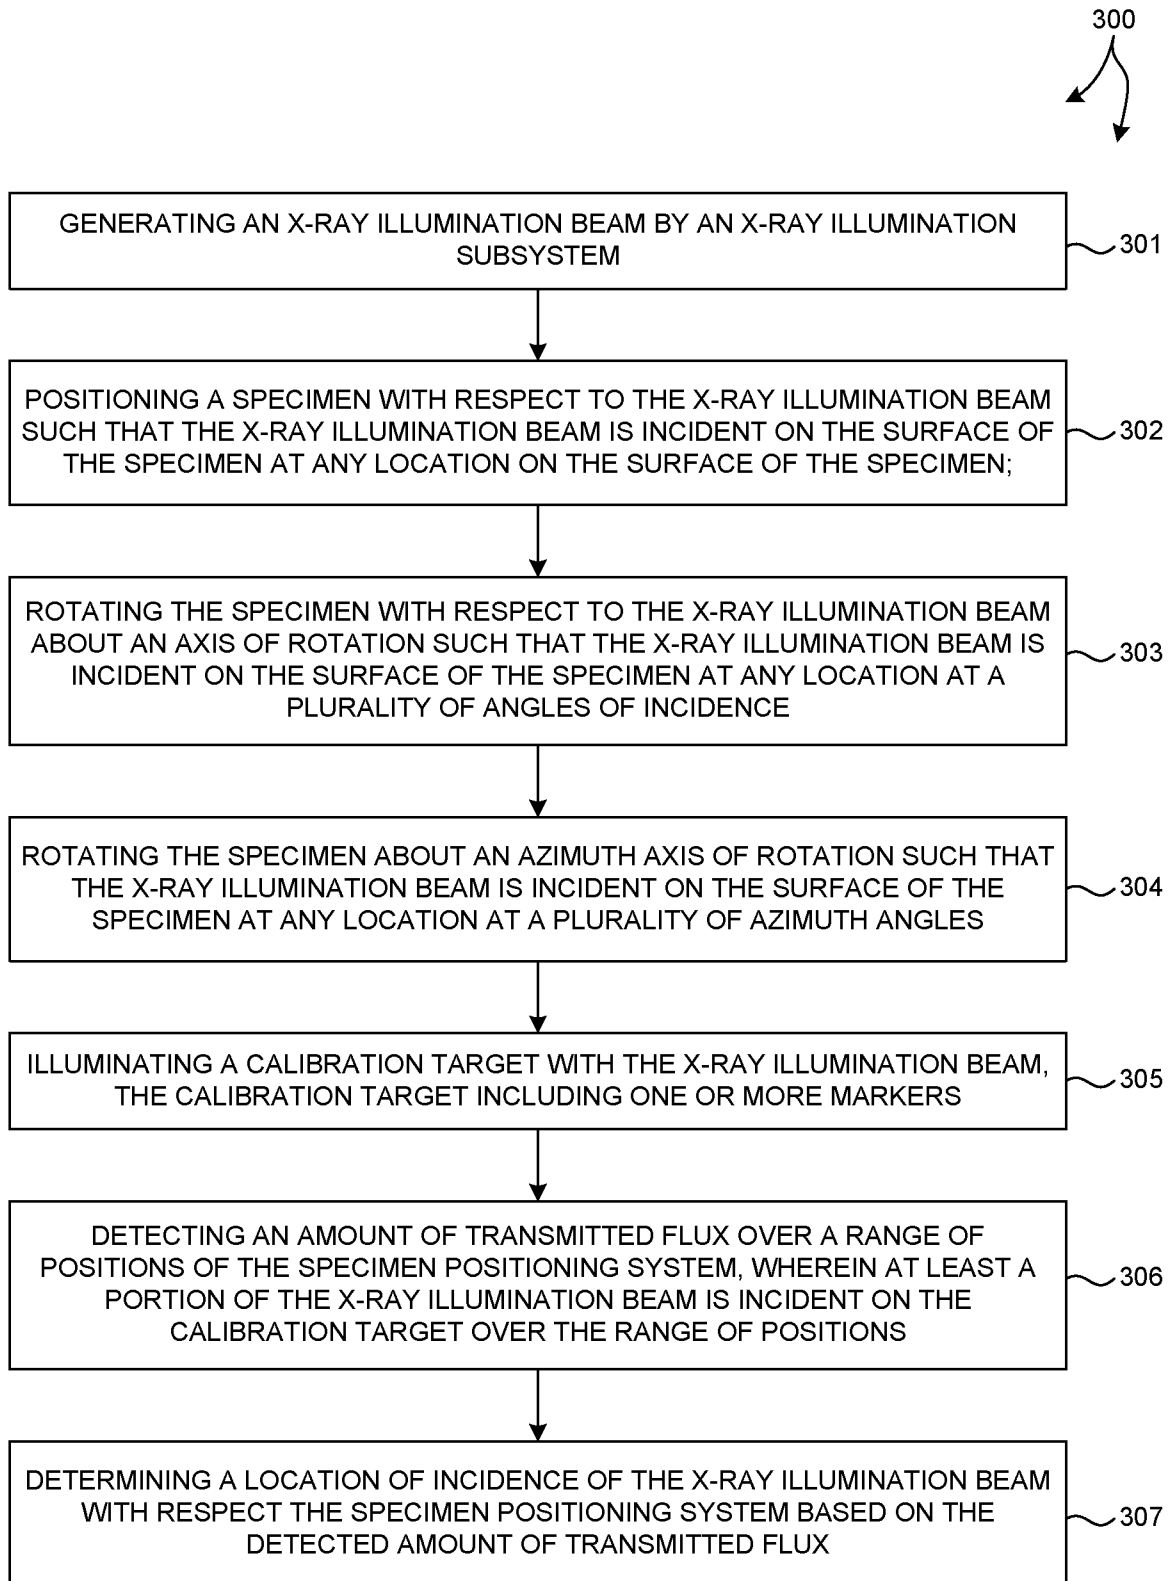 300
GENERATING AN X-RAY ILLUMINATION BEAM BY AN X-RAY ILLUMINATION
SUBSYSTEM
301
POSITIONING A SPECIMEN WITH RESPECT TO THE X-RAY ILLUMINATION BEAM
SUCH THAT THE X-RAY ILLUMINATION BEAM IS INCIDENT ON THE SURFACE OF
THE SPECIMEN AT ANY LOCATION ON THE SURFACE OF THE SPECIMEN;
302
ROTATING THE SPECIMEN WITH RESPECT TO THE X-RAY ILLUMINATION BEAM
ABOUT AN AXIS OF ROTATION SUCH THAT THE X-RAY ILLUMINATION BEAM IS
INCIDENT ON THE SURFACE OF THE SPECIMEN AT ANY LOCATION AT A
PLURALITY OF ANGLES OF INCIDENCE
303
ROTATING THE SPECIMEN ABOUT AN AZIMUTH AXIS OF ROTATION SUCH THAT
THE X-RAY ILLUMINATION BEAM IS INCIDENT ON THE SURFACE OF THE
SPECIMEN AT ANY LOCATION AT A PLURALITY OF AZIMUTH ANGLES
304
ILLUMINATING A CALIBRATION TARGET WITH THE X-RAY ILLUMINATION BEAM,
THE CALIBRATION TARGET INCLUDING ONE OR MORE MARKERS
305
DETECTING AN AMOUNT OF TRANSMITTED FLUX OVER A RANGE OF
POSITIONS OF THE SPECIMEN POSITIONING SYSTEM, WHEREIN AT LEAST A
PORTION OF THE X-RAY ILLUMINATION BEAM IS INCIDENT ON THE
CALIBRATION TARGET OVER THE RANGE OF POSITIONS
306
DETERMINING A LOCATION OF INCIDENCE OF THE X-RAY ILLUMINATION BEAM
WITH RESPECT THE SPECIMEN POSITIONING SYSTEM BASED ON THE
DETECTED AMOUNT OF TRANSMITTED FLUX
307